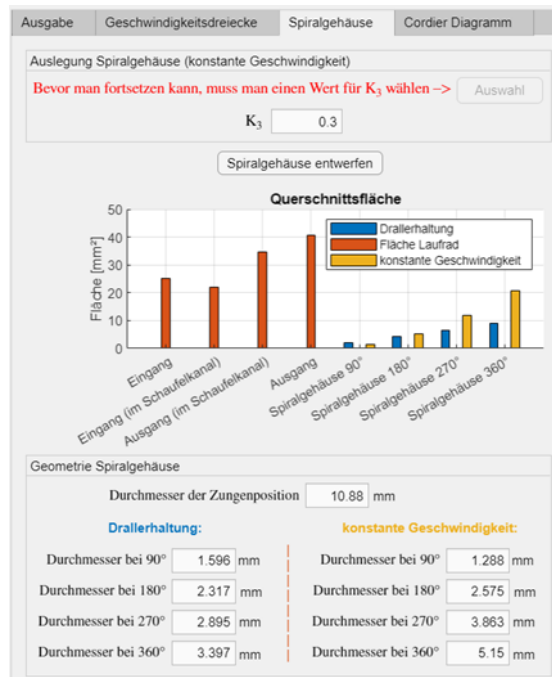 Ausgabe Geschwindigkeitsdreiecke Spiralgehäuse Cordier Diagramm
Auslegung Spiralgehäuse (konstante Geschwindigkeit)
Bevor man fortsetzen kann, muss man einen Wert für K₃ wählen –> Auswahl
K₃ 0.3
Spiralgehäuse entwerfen
Querschnittsfläche
Fläche [mm²]
50
40
30
20
10
0
Drallerhaltung
Fläche Laufrad
konstante Geschwindigkeit
Eingang
Eingang (im Schaufelkanal)
Ausgang (im Schaufelkanal)
Ausgang
Spiralgehäuse 90°
Spiralgehäuse 180°
Spiralgehäuse 270°
Spiralgehäuse 360°
Geometrie Spiralgehäuse
Durchmesser der Zungenposition 10.88 mm
Drallerhaltung: konstante Geschwindigkeit:
Durchmesser bei 90° 1.596 mm Durchmesser bei 90° 1.288 mm
Durchmesser bei 180° 2.317 mm Durchmesser bei 180° 2.575 mm
Durchmesser bei 270° 2.895 mm Durchmesser bei 270° 3.863 mm
Durchmesser bei 360° 3.397 mm Durchmesser bei 360° 5.15 mm